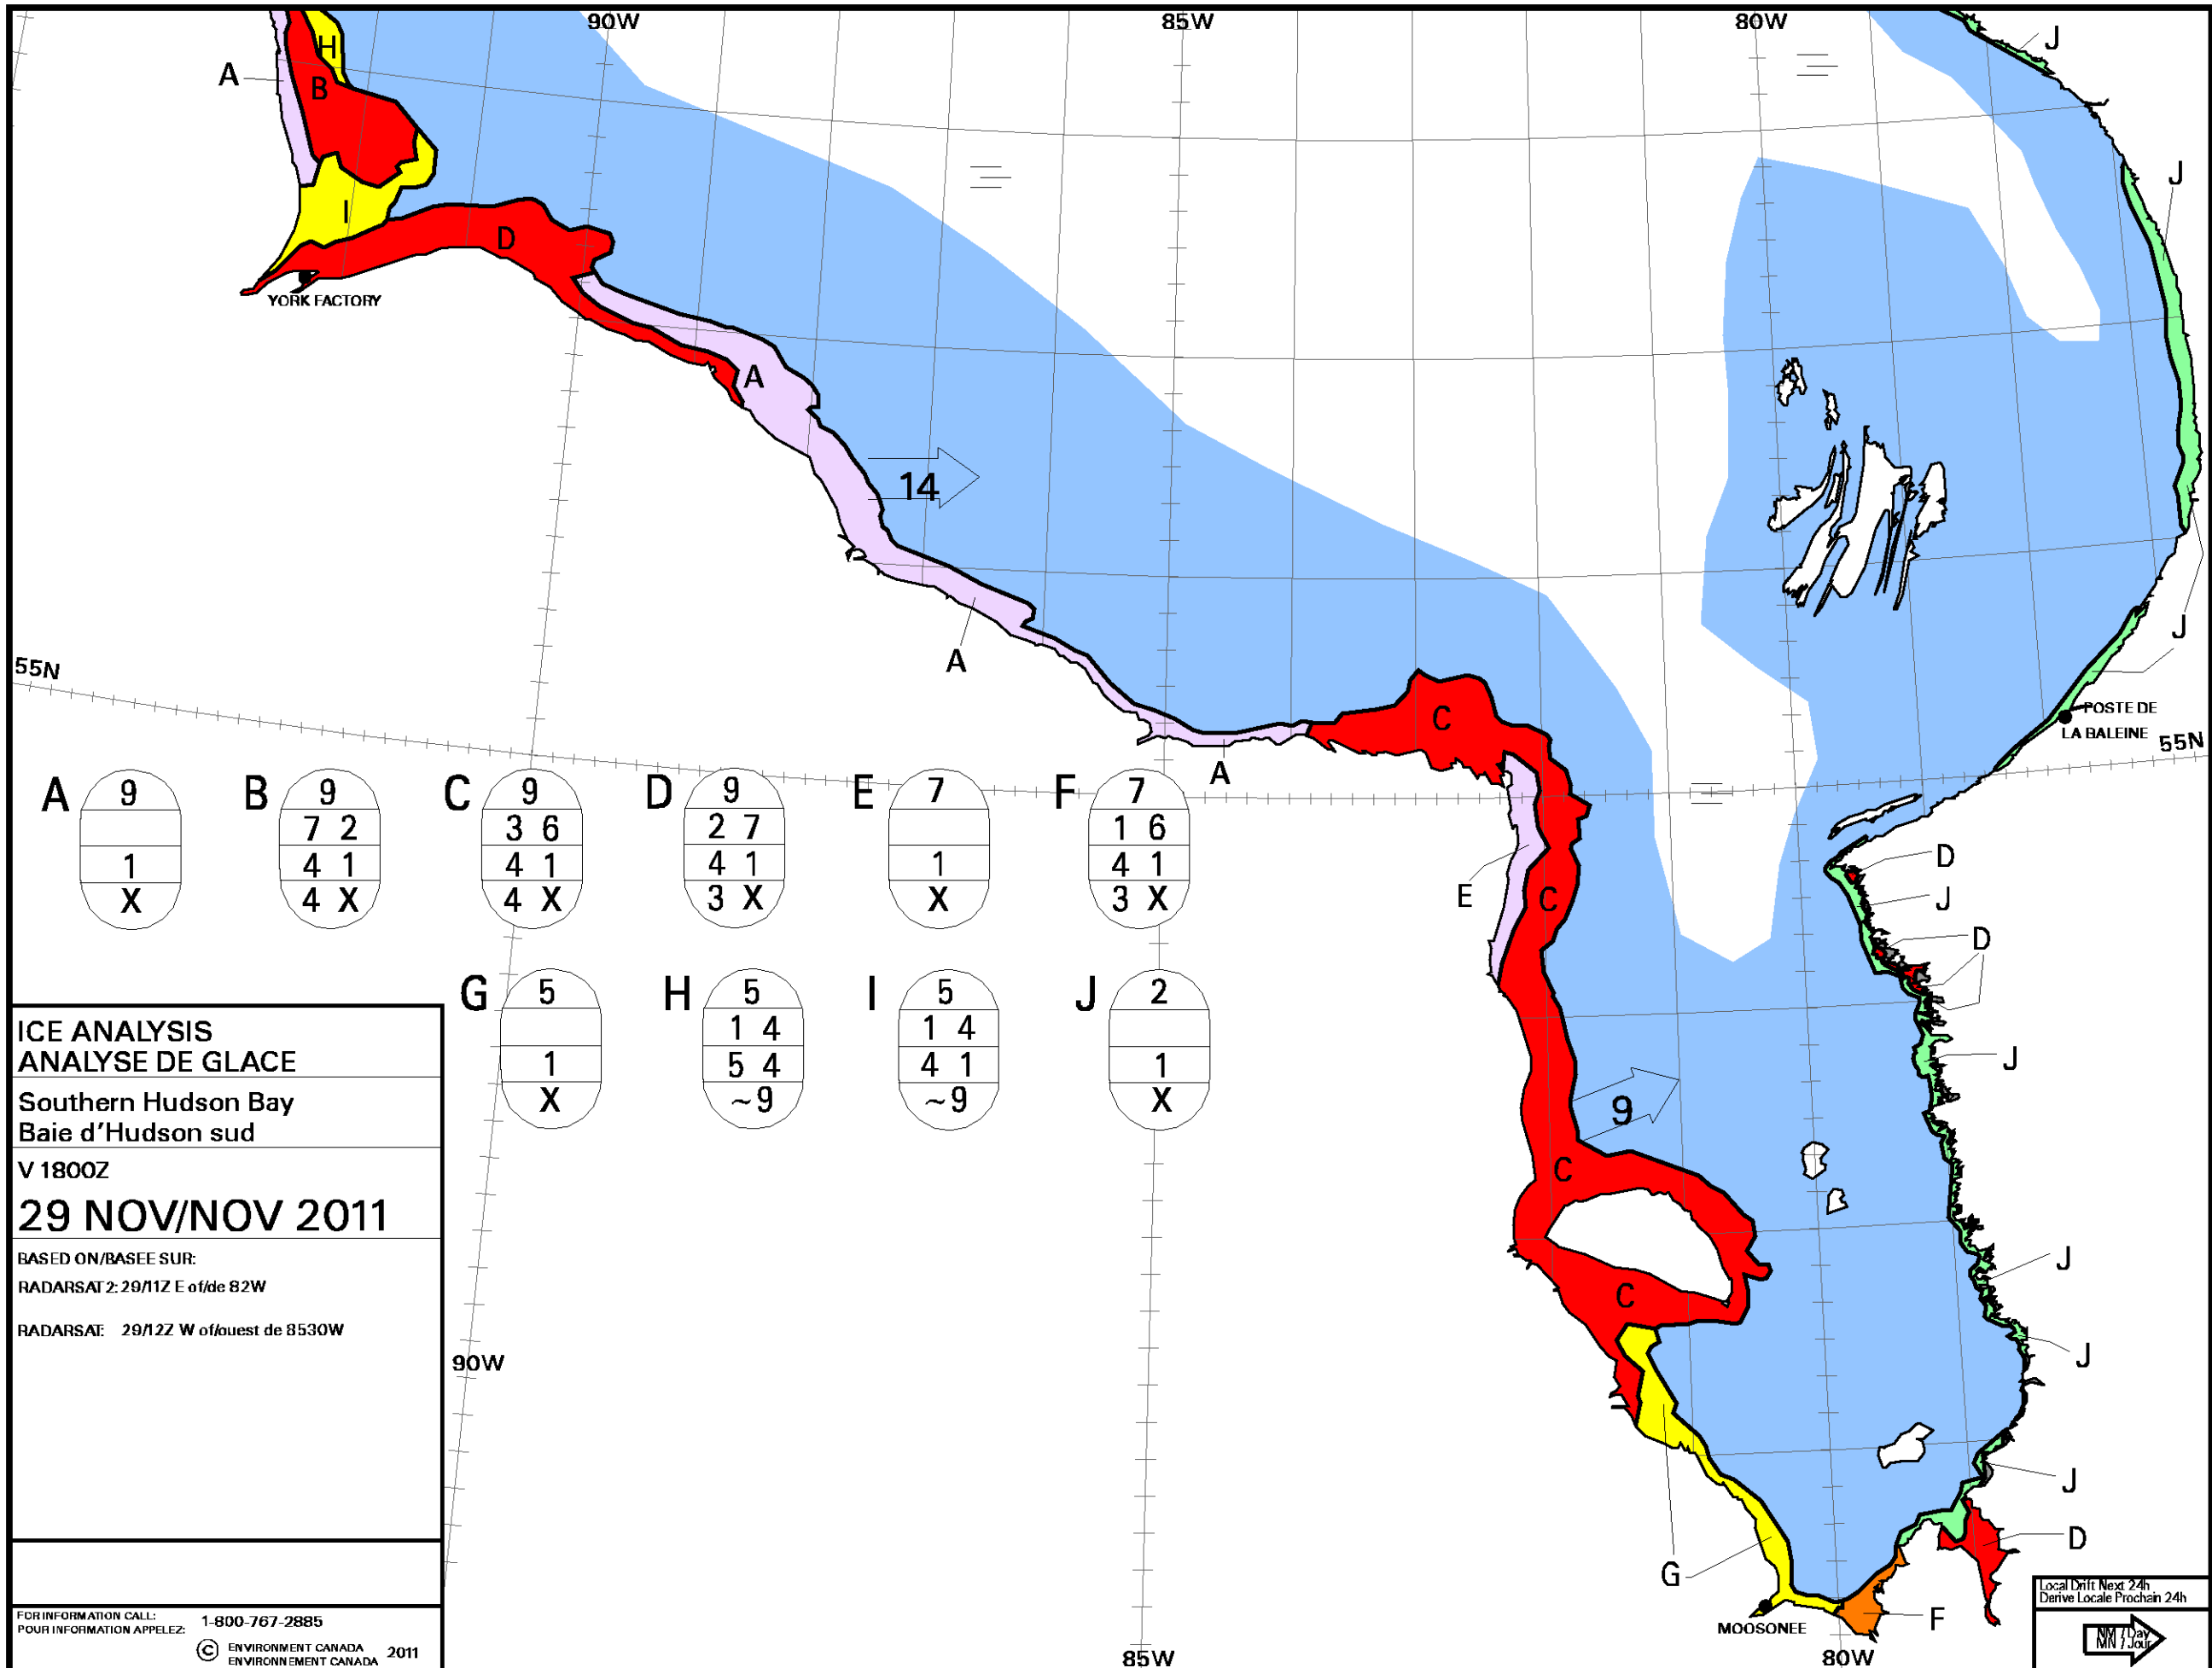 90W
85W
80W
H
J
A
B
J
I
D
YORK FACTORY
A
14
J
55N
A
C
POSTE DE
LA BALEINE
55N
A
A
9
1
X
B
9
7 2
4 1
4 X
C
9
3 6
4 1
4 X
D
9
2 7
4 1
3 X
E
7
1
X
F
7
1 6
4 1
3 X
D
E
C
J
D
G
5
1
X
H
5
1 4
5 4
~9
I
5
1 4
4 1
~9
J
2
1
X
J
9
C
J
C
J
J
D
G
F
MOOSONEE
90W
85W
80W
ICE ANALYSIS
ANALYSE DE GLACE
Southern Hudson Bay
Baie d'Hudson sud
V 1800Z
29 NOV/NOV 2011
BASED ON/BASEE SUR:
RADARSAT 2: 29/11Z E of/de 82W
RADARSAT: 29/12Z W of/ouest de 8530W
FOR INFORMATION CALL:
POUR INFORMATION APPELEZ:
1-800-767-2885
© ENVIRONMENT CANADA
ENVIRONNEMENT CANADA
2011
Local Drift Next 24h
Derive Locale Prochain 24h
NM / Day
MN / Jour